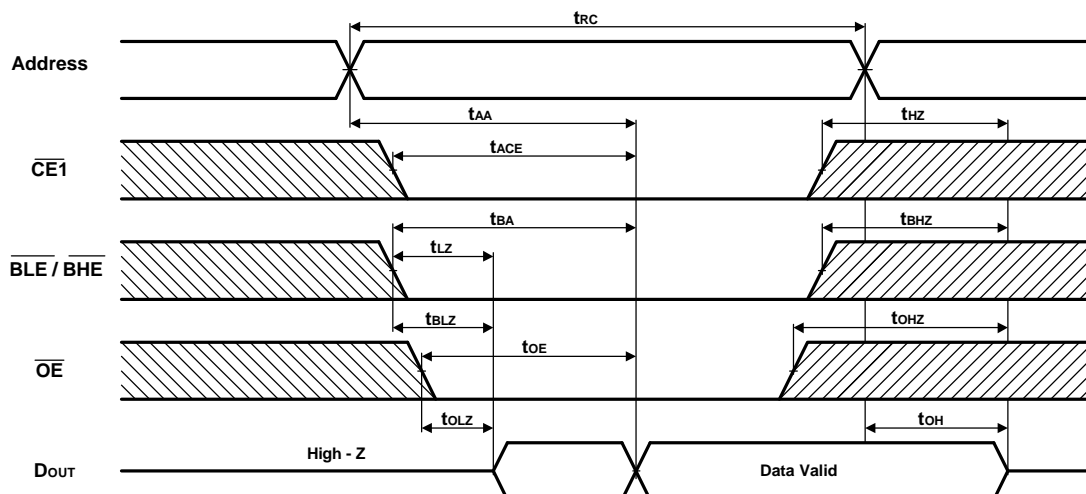 tRC
Address
tAA
tHZ
CE1
tACE
tBA
tBHZ
tLZ
BLE / BHE
tBLZ
tOHZ
tOE
OE
tOLZ
tOH
High - Z
DOUT
Data Valid